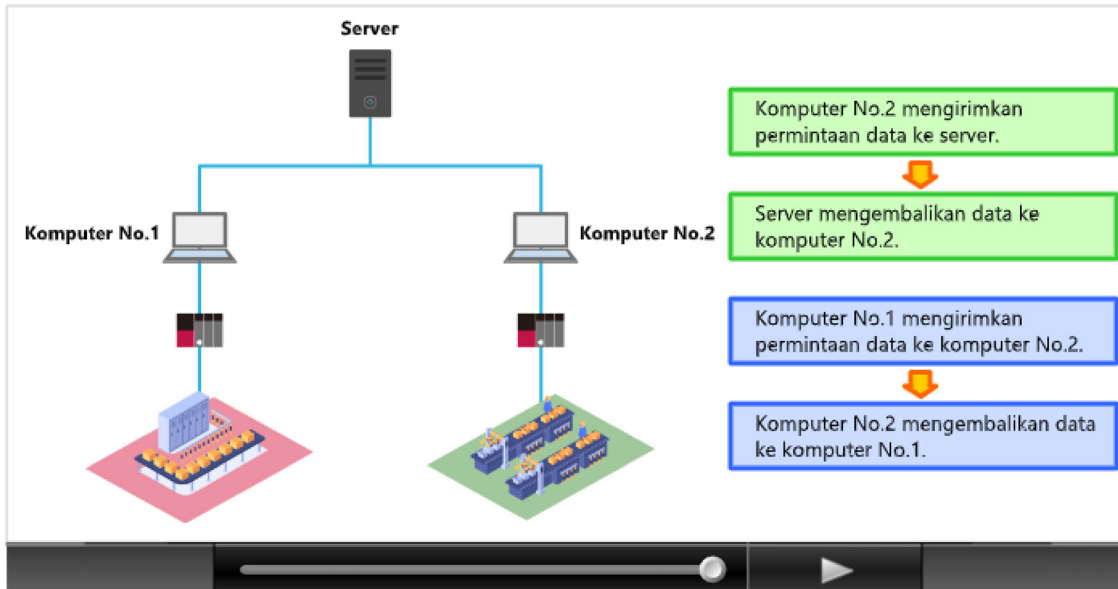 Server
Komputer No.1
Komputer No.2
Komputer No.2 mengirimkan
permintaan data ke server.
Server mengembalikan data ke
komputer No.2.
Komputer No.1 mengirimkan
permintaan data ke komputer No.2.
Komputer No.2 mengembalikan data
ke komputer No.1.